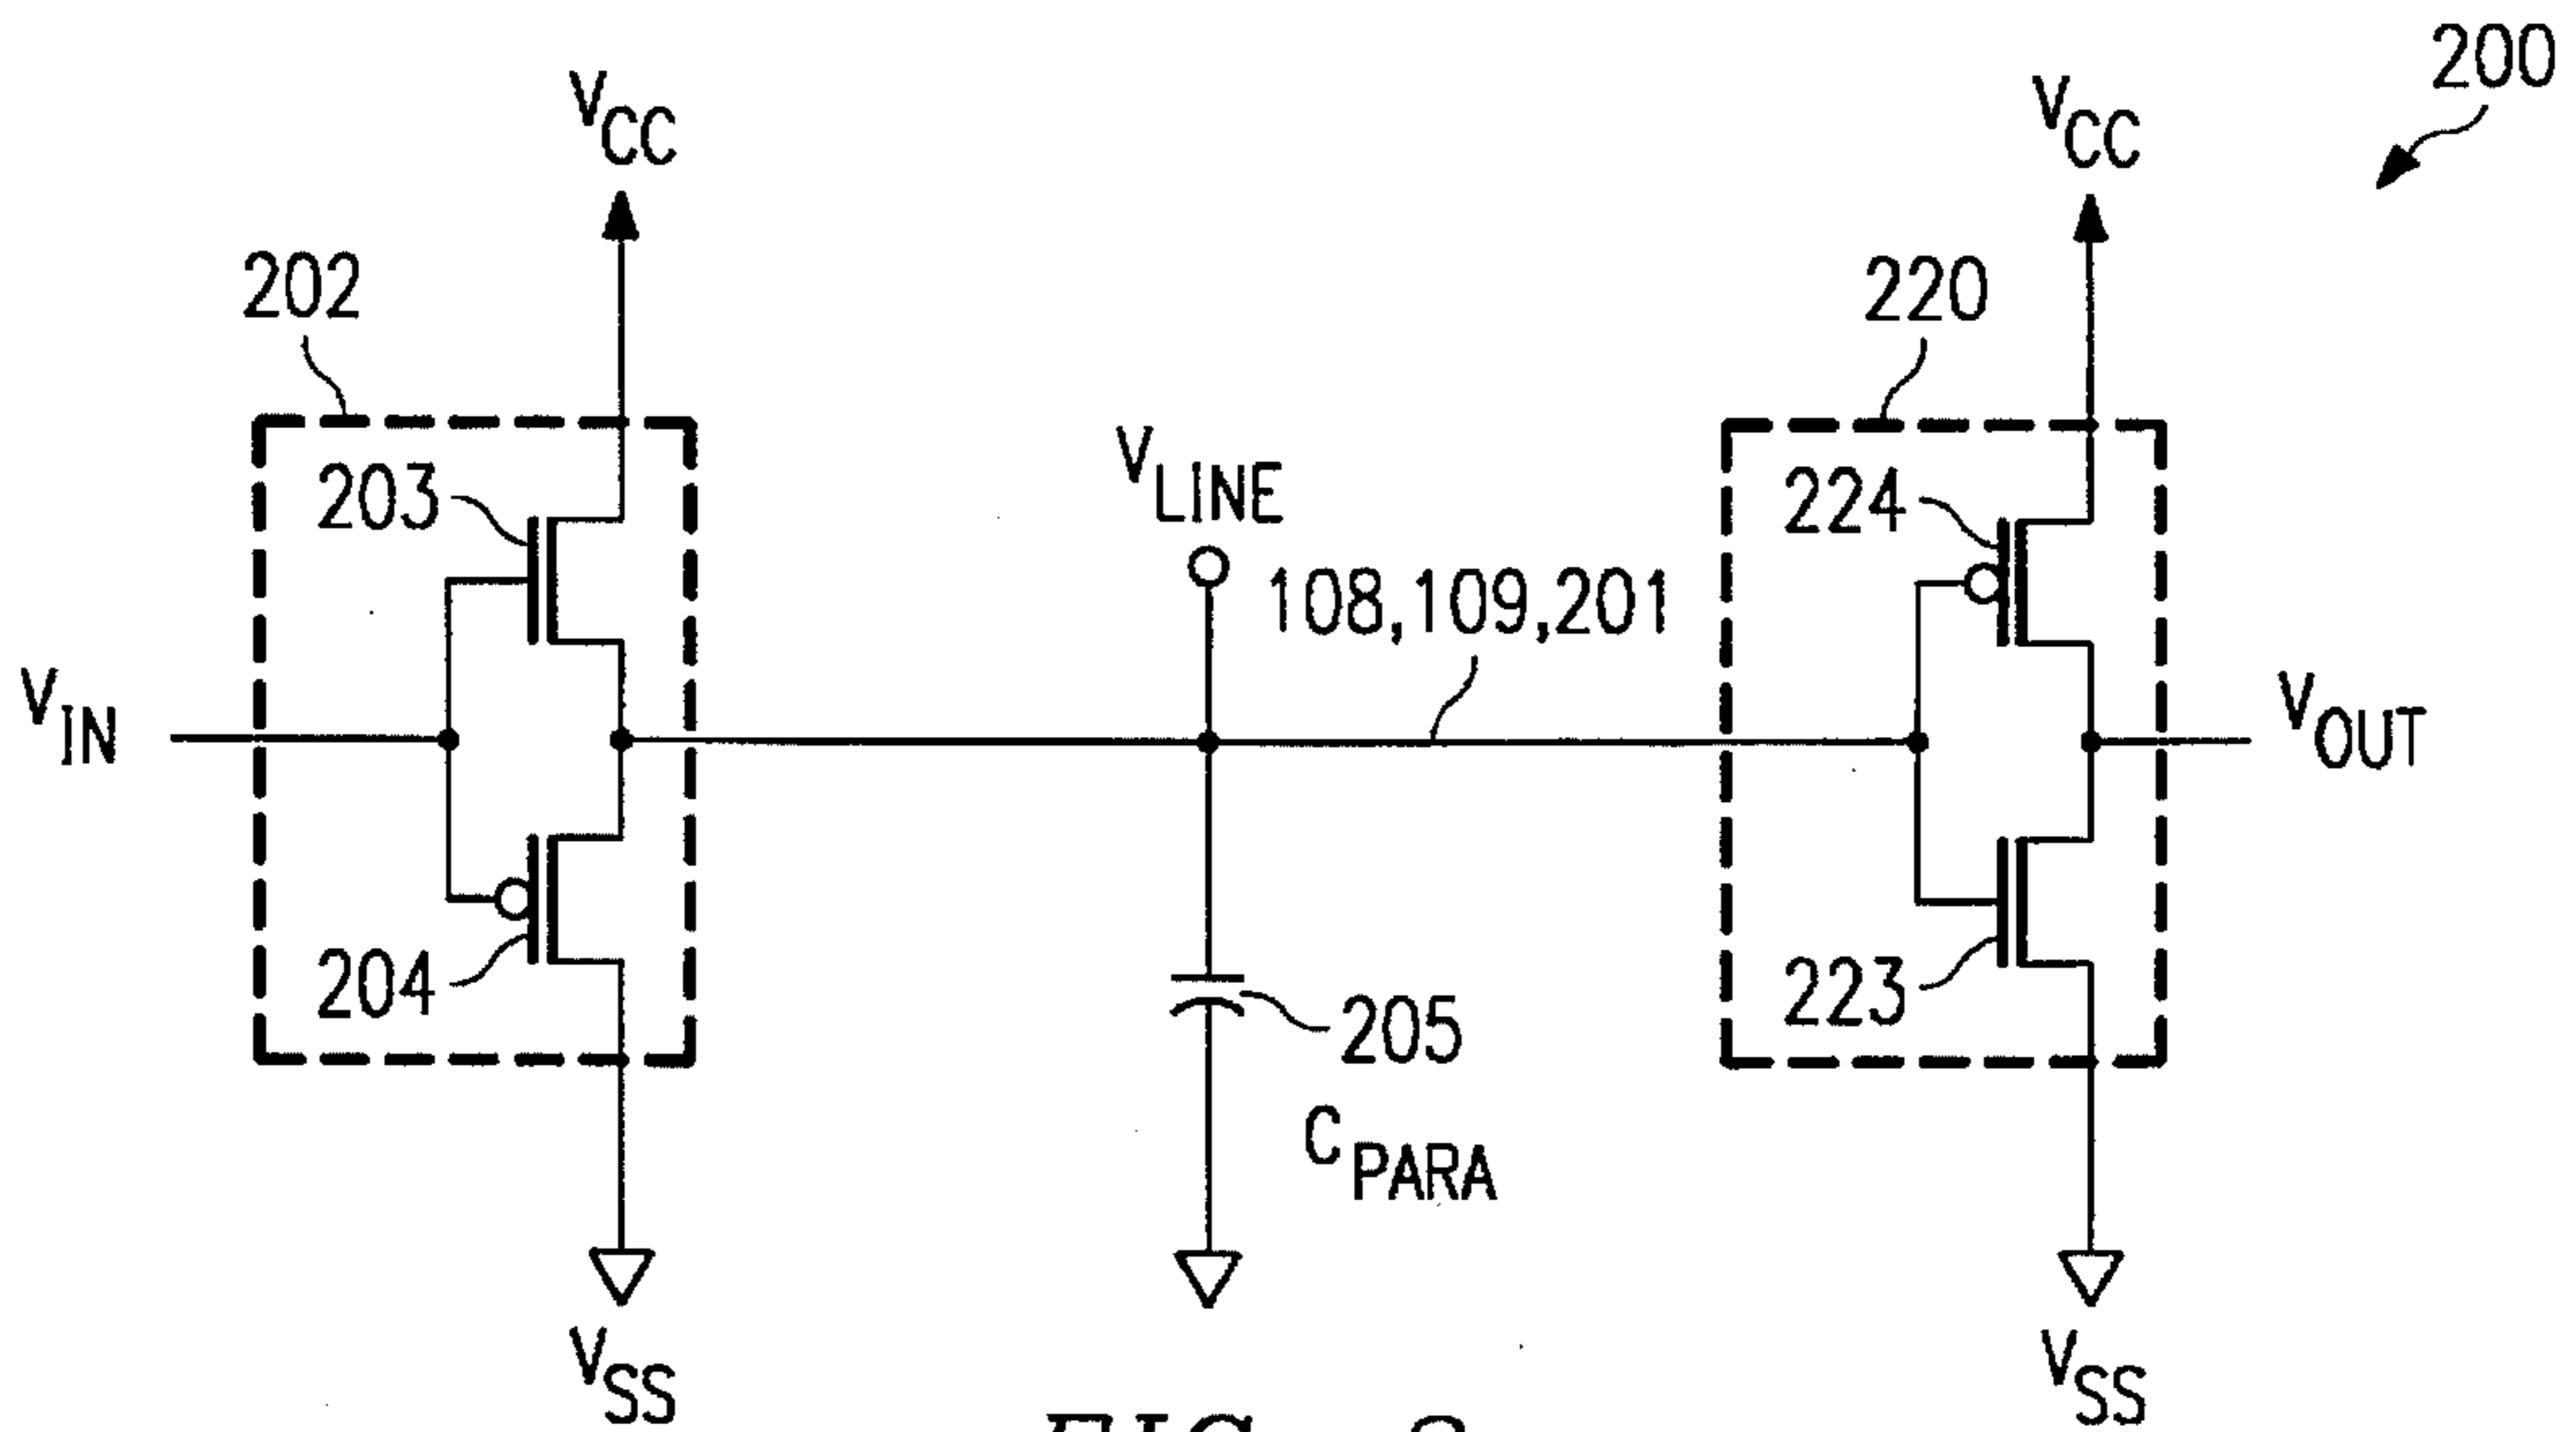 200
VCC
VCC
202
220
203
VLINE
224
108,109,201
VIN
VOUT
204
205
223
CPARA
VSS
VSS